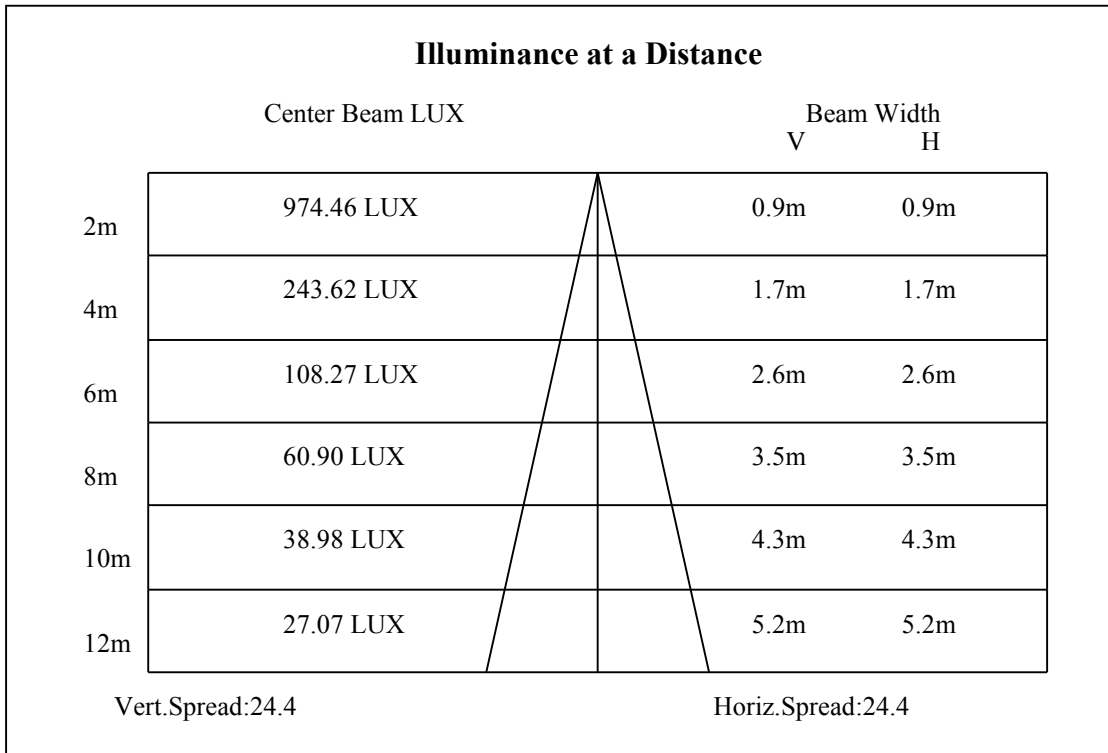 Illuminance at a Distance
Center Beam LUX Beam Width
V H
2m 974.46 LUX 0.9m 0.9m
4m 243.62 LUX 1.7m 1.7m
6m 108.27 LUX 2.6m 2.6m
8m 60.90 LUX 3.5m 3.5m
10m 38.98 LUX 4.3m 4.3m
12m 27.07 LUX 5.2m 5.2m
Vert.Spread:24.4 Horiz.Spread:24.4